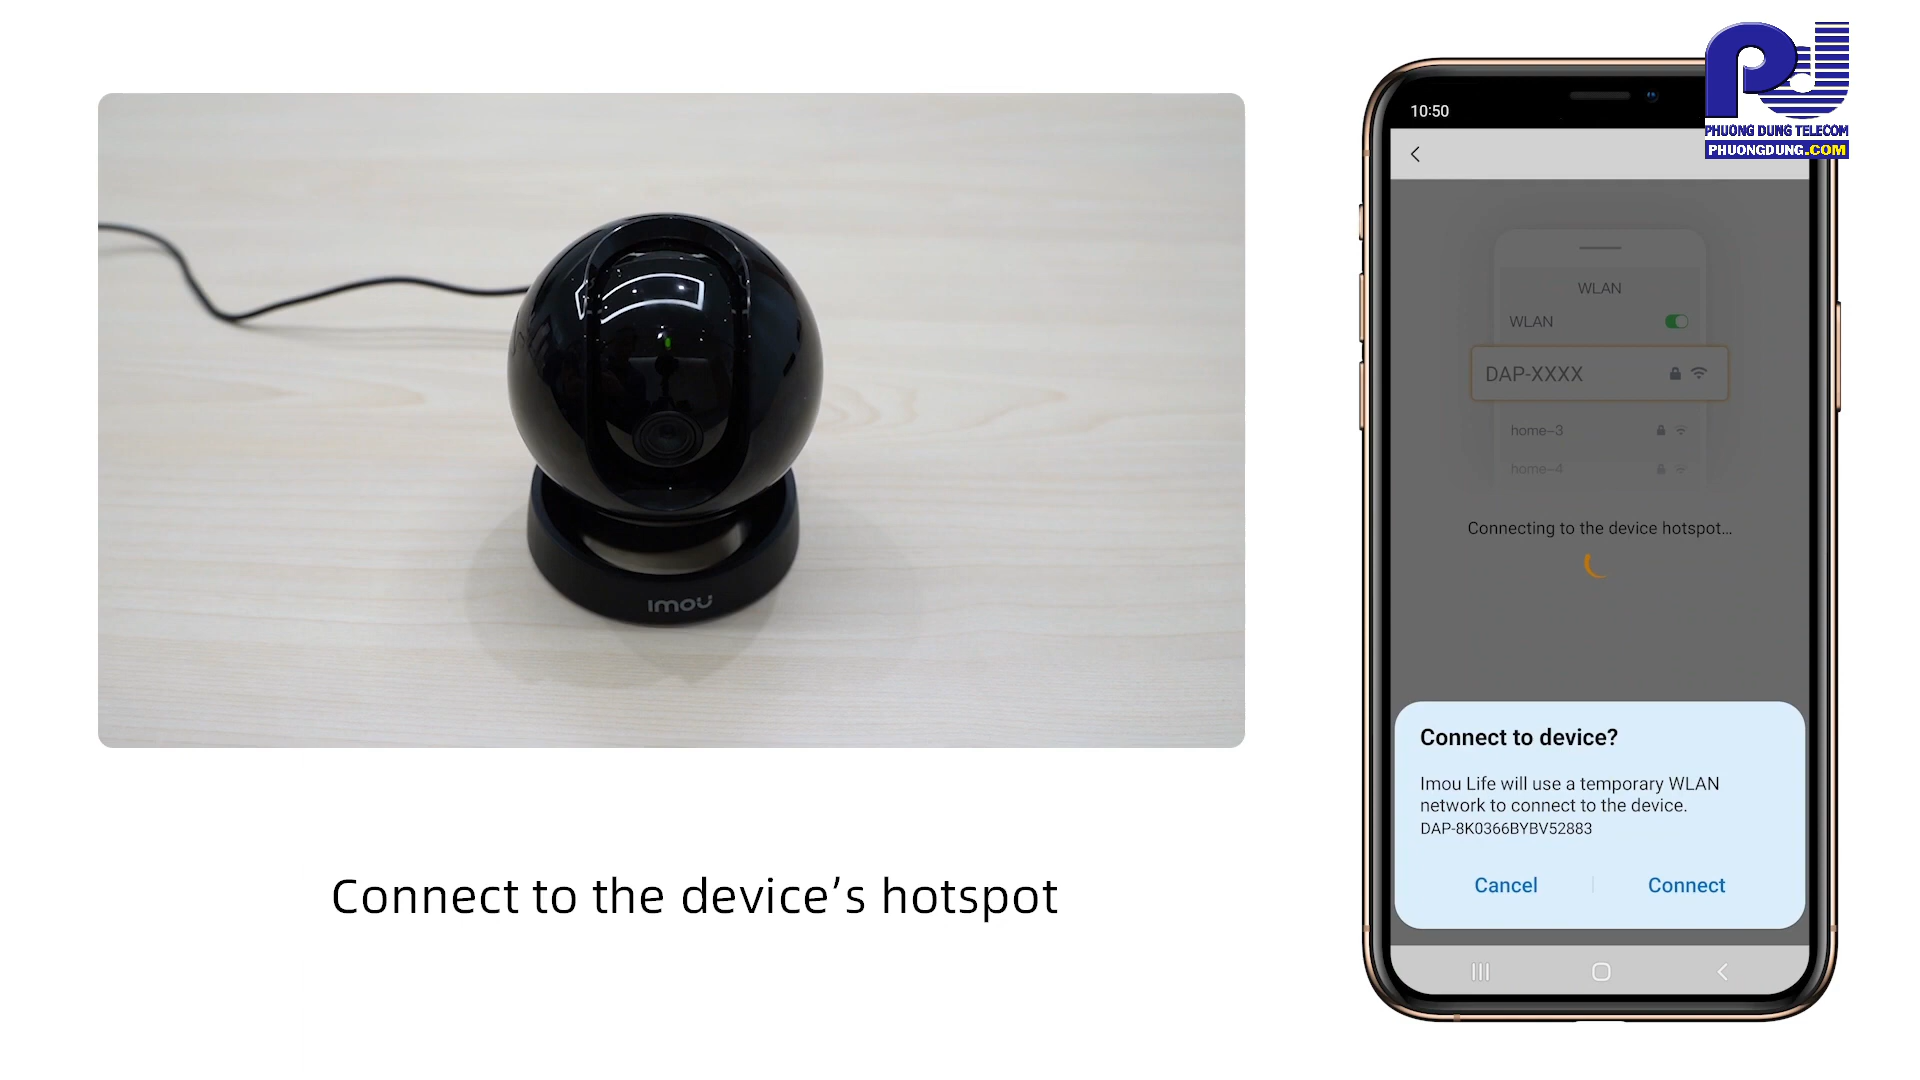 imou
Connect to the device’s hotspot
PHUONG DUNG TELECOM
PHUONGDUNG.COM
10:50
WLAN
WLAN
DAP-XXXX
home-3
home-4
Connecting to the device hotspot...
Connect to device?
Imou Life will use a temporary WLAN
network to connect to the device.
DAP-8K0366BYBV52883
Cancel
Connect